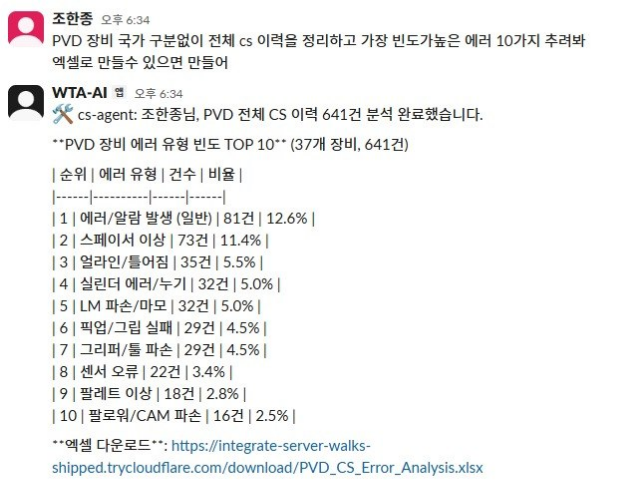 조한종 오후 6:34
PVD 장비 국가 구분없이 전체 cs 이력을 정리하고 가장 빈도가높은 에러 10가지 추려봐
엑셀로 만들수 있으면 만들어
WTA-AI 앱 오후 6:34
🛠️ cs-agent: 조한종님, PVD 전체 CS 이력 641건 분석 완료했습니다.
**PVD 장비 에러 유형 빈도 TOP 10** (37개 장비, 641건)
| 순위 | 에러 유형 | 건수 | 비율 |
|------|----------|------|------|
| 1 | 에러/알람 발생 (일반) | 81건 | 12.6% |
| 2 | 스페이서 이상 | 73건 | 11.4% |
| 3 | 얼라인/틀어짐 | 35건 | 5.5% |
| 4 | 실린더 에러/누기 | 32건 | 5.0% |
| 5 | LM 파손/마모 | 32건 | 5.0% |
| 6 | 픽업/그립 실패 | 29건 | 4.5% |
| 7 | 그리퍼/툴 파손 | 29건 | 4.5% |
| 8 | 센서 오류 | 22건 | 3.4% |
| 9 | 팔레트 이상 | 18건 | 2.8% |
| 10 | 팔로워/CAM 파손 | 16건 | 2.5% |
**엑셀 다운로드**: https://integrate-server-walks-
shipped.trycloudflare.com/download/PVD_CS_Error_Analysis.xlsx